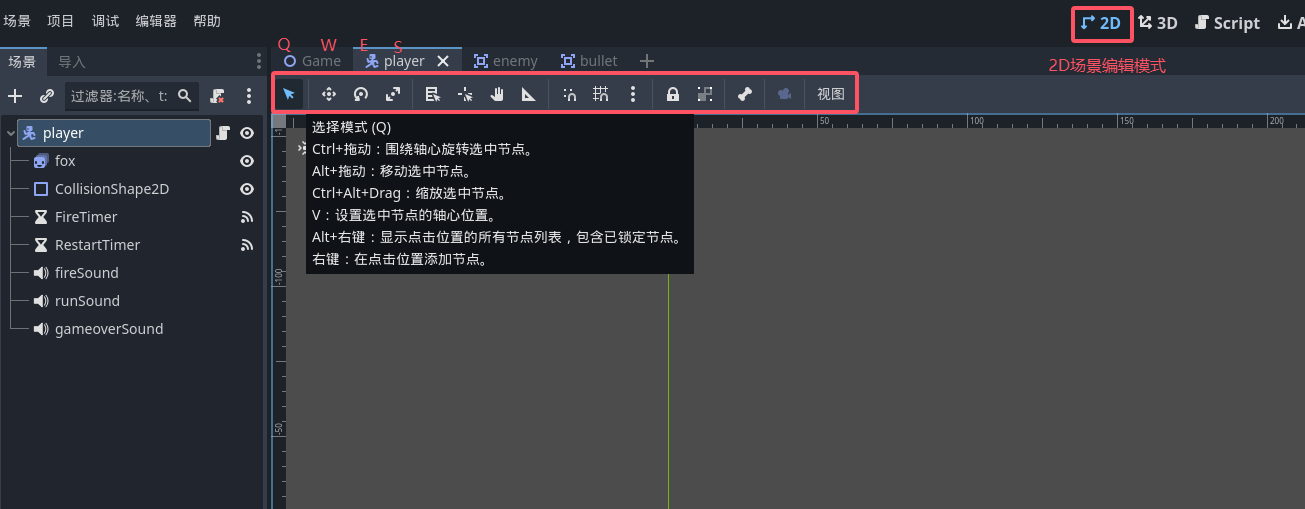 场景 项目 调试 编辑器 帮助
2D 3D Script A
Q W E S
场景 导入
Game player enemy bullet
2D场景编辑模式
过滤器:名称、t:
视图
50 100 150 200
选择模式 (Q)
Ctrl+拖动：围绕轴心旋转选中节点。
Alt+拖动：移动选中节点。
Ctrl+Alt+Drag：缩放选中节点。
V：设置选中节点的轴心位置。
Alt+右键：显示点击位置的所有节点列表，包含已锁定节点。
右键：在点击位置添加节点。
player
fox
CollisionShape2D
FireTimer
RestartTimer
fireSound
runSound
gameoverSound
-100
-50